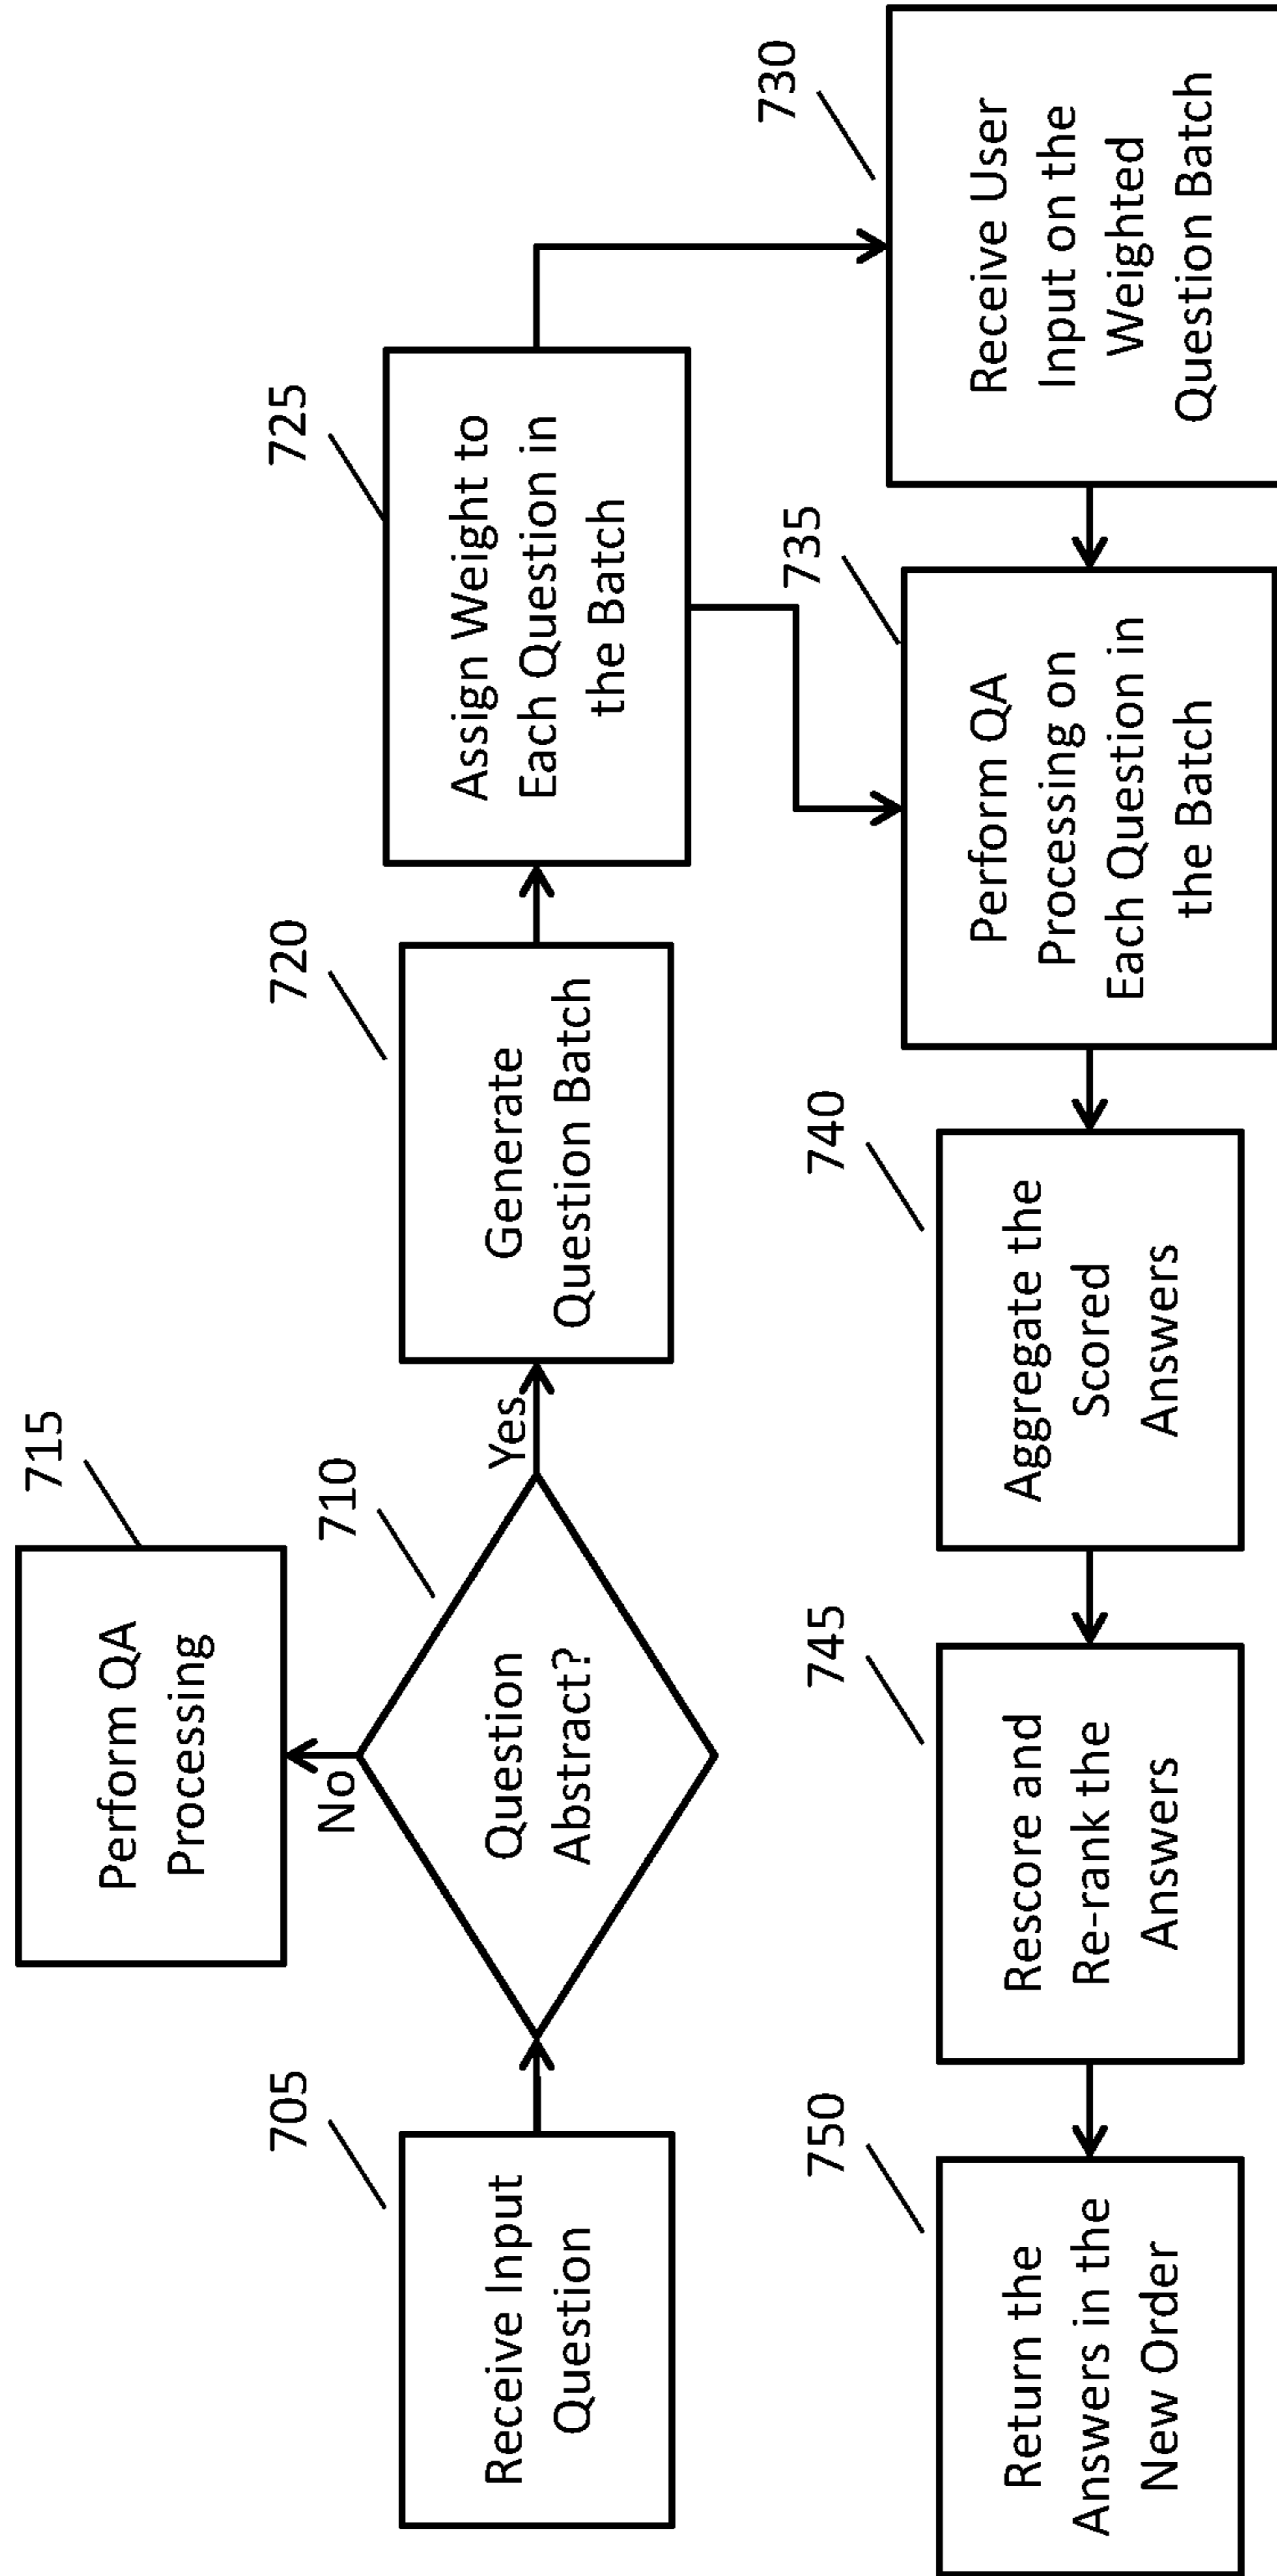 705
Receive Input
Question
710
Question
Abstract?
No
Yes
715
Perform QA
Processing
720
Generate
Question Batch
725
Assign Weight to
Each Question in
the Batch
730
Receive User
Input on the
Weighted
Question Batch
735
Perform QA
Processing on
Each Question in
the Batch
740
Aggregate the
Scored
Answers
745
Rescore and
Re-rank the
Answers
750
Return the
Answers in the
New Order